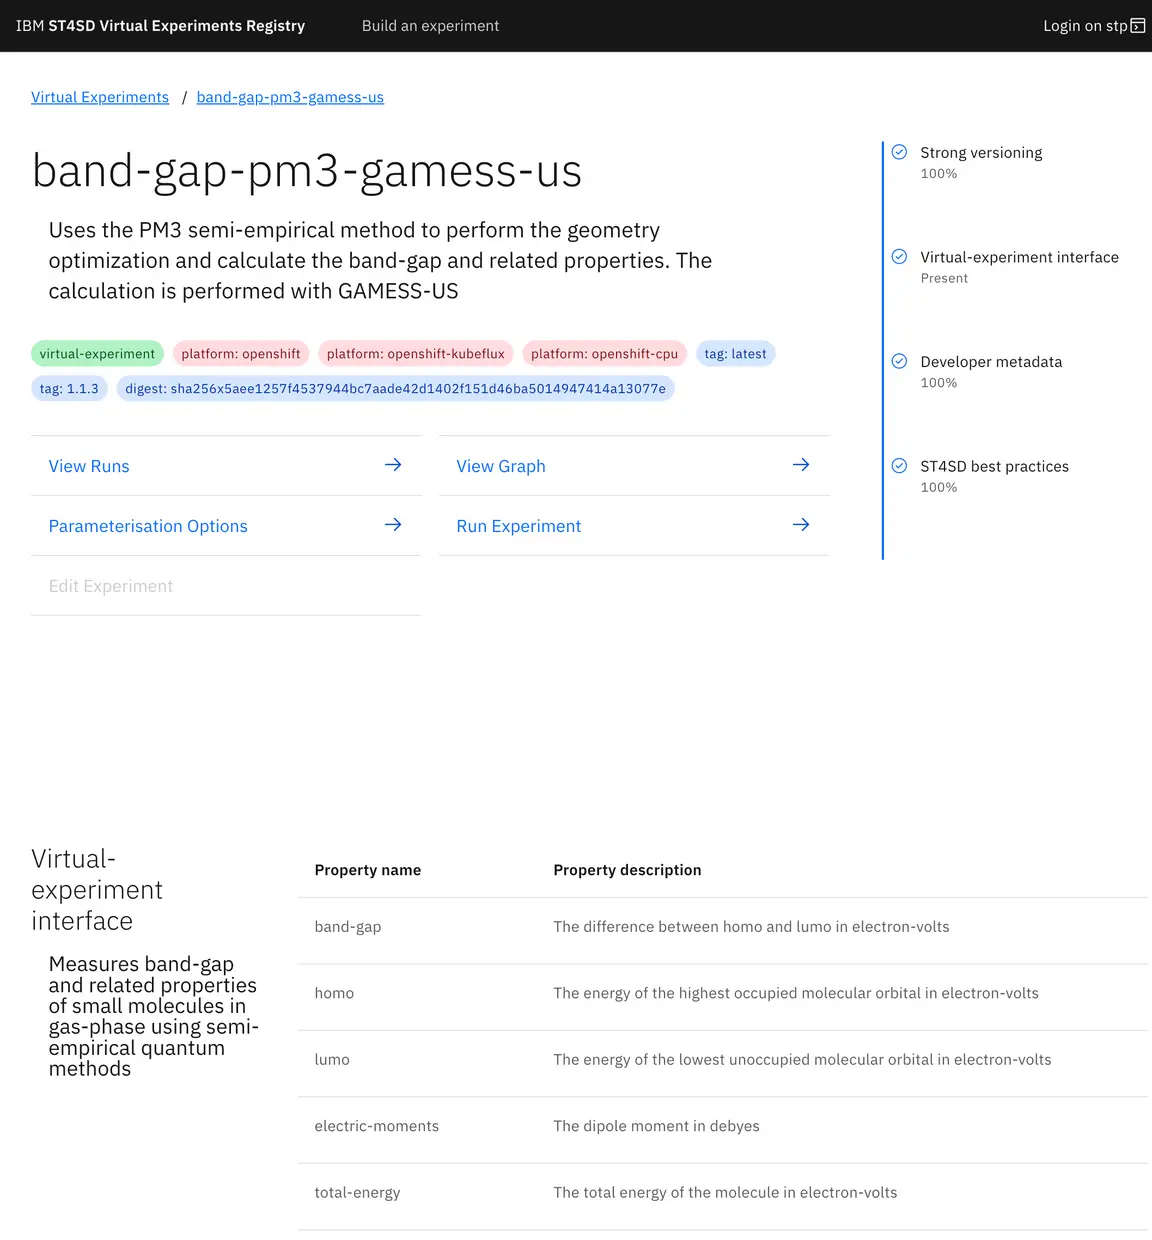 IBM ST4SD Virtual Experiments Registry
Build an experiment
Login on stp
Virtual Experiments / band-gap-pm3-gamess-us
band-gap-pm3-gamess-us
Uses the PM3 semi-empirical method to perform the geometry
optimization and calculate the band-gap and related properties. The
calculation is performed with GAMESS-US
virtual-experiment
platform: openshift
platform: openshift-kubeflux
platform: openshift-cpu
tag: latest
tag: 1.1.3
digest: sha256x5aee1257f4537944bc7aade42d1402f151d46ba5014947414a13077e
View Runs
View Graph
Parameterisation Options
Run Experiment
Edit Experiment
Strong versioning
100%
Virtual-experiment interface
Present
Developer metadata
100%
ST4SD best practices
100%
Virtual-
experiment
interface
Measures band-gap
and related properties
of small molecules in
gas-phase using semi-
empirical quantum
methods
Property name
Property description
band-gap
The difference between homo and lumo in electron-volts
homo
The energy of the highest occupied molecular orbital in electron-volts
lumo
The energy of the lowest unoccupied molecular orbital in electron-volts
electric-moments
The dipole moment in debyes
total-energy
The total energy of the molecule in electron-volts